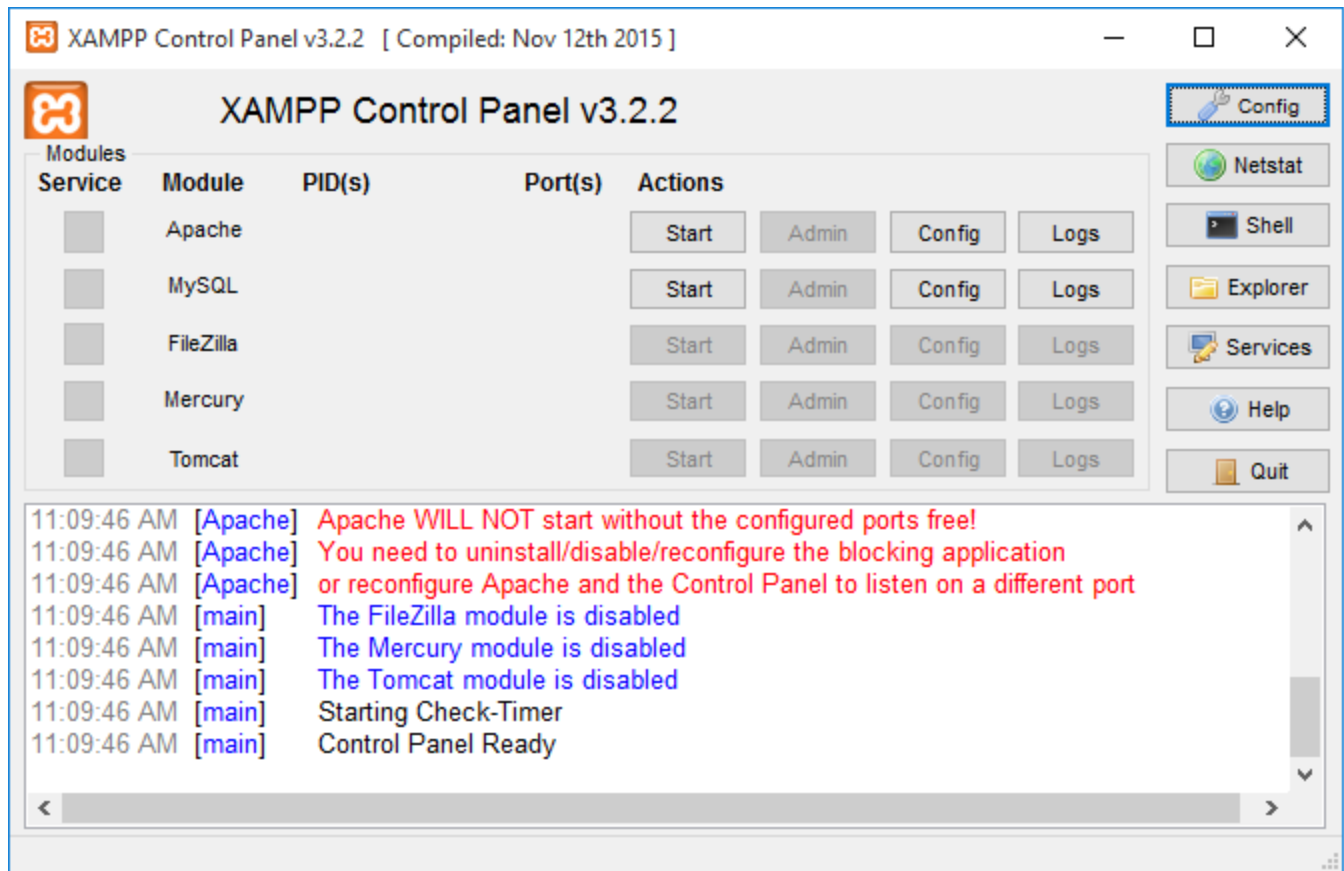 XAMPP Control Panel v3.2.2 [ Compiled: Nov 12th 2015 ]
XAMPP Control Panel v3.2.2
Config
Modules
Service Module PID(s) Port(s) Actions
Netstat
Apache Start Admin Config Logs
Shell
MySQL Start Admin Config Logs
Explorer
FileZilla Start Admin Config Logs
Services
Mercury Start Admin Config Logs
Help
Tomcat Start Admin Config Logs
Quit
11:09:46 AM [Apache] Apache WILL NOT start without the configured ports free!
11:09:46 AM [Apache] You need to uninstall/disable/reconfigure the blocking application
11:09:46 AM [Apache] or reconfigure Apache and the Control Panel to listen on a different port
11:09:46 AM [main] The FileZilla module is disabled
11:09:46 AM [main] The Mercury module is disabled
11:09:46 AM [main] The Tomcat module is disabled
11:09:46 AM [main] Starting Check-Timer
11:09:46 AM [main] Control Panel Ready